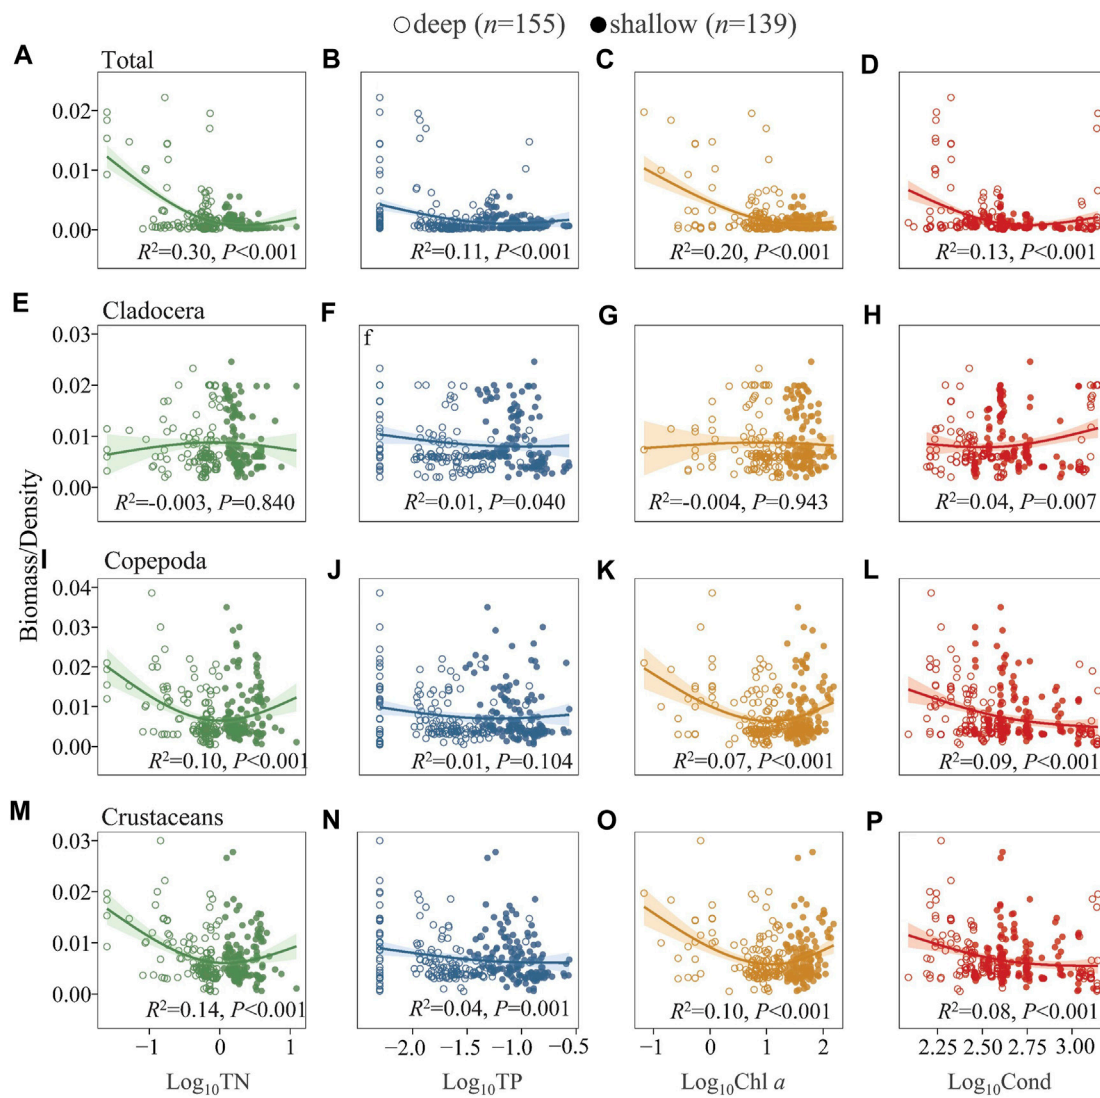 deep (n=155) shallow (n=139)
A Total B C D
0.02
0.01
0.00
R²=0.30, P<0.001 R²=0.11, P<0.001 R²=0.20, P<0.001 R²=0.13, P<0.001
E Cladocera F G H
f
0.03
0.02
0.01
0.00
R²=-0.003, P=0.840 R²=0.01, P=0.040 R²=-0.004, P=0.943 R²=0.04, P=0.007
Biomass/Density
I Copepoda J K L
0.04
0.03
0.02
0.01
0.00
R²=0.10, P<0.001 R²=0.01, P=0.104 R²=0.07, P<0.001 R²=0.09, P<0.001
M Crustaceans N O P
0.03
0.02
0.01
0.00
R²=0.14, P<0.001 R²=0.04, P=0.001 R²=0.10, P<0.001 R²=0.08, P<0.001
−1 0 1 −2.0 −1.5 −1.0 −0.5 −1 0 1 2 2.25 2.50 2.75 3.00
Log₁₀TN Log₁₀TP Log₁₀Chl a Log₁₀Cond